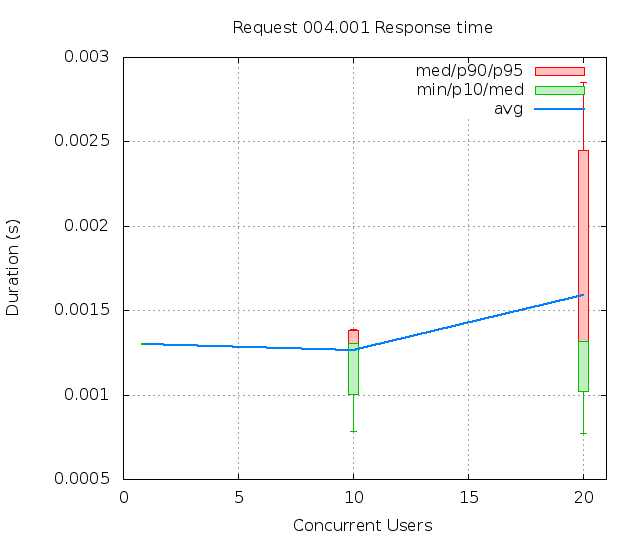 Request 004.001 Response time
0.003
0.0025
0.002
0.0015
0.001
0.0005
Duration (s)
med/p90/p95
min/p10/med
avg
0 5 10 15 20
Concurrent Users